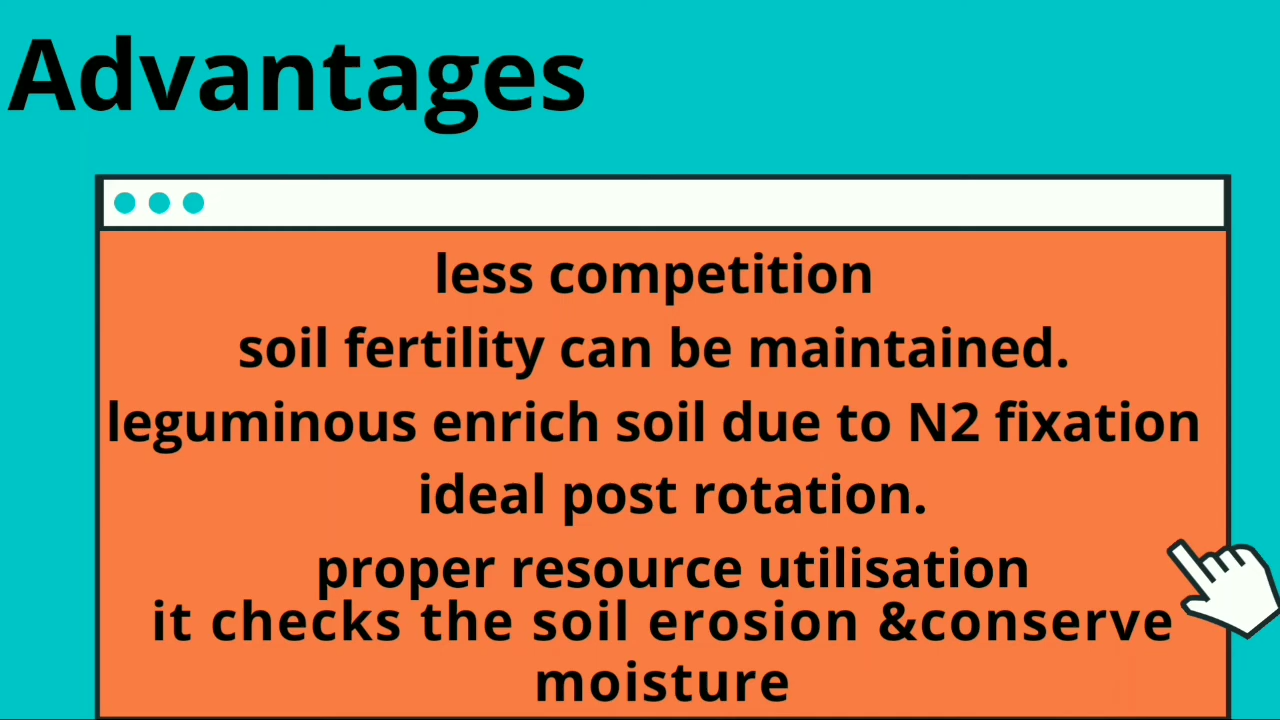 Advantages
less competition
soil fertility can be maintained.
leguminous enrich soil due to N2 fixation
ideal post rotation.
proper resource utilisation
it checks the soil erosion &conserve
moisture